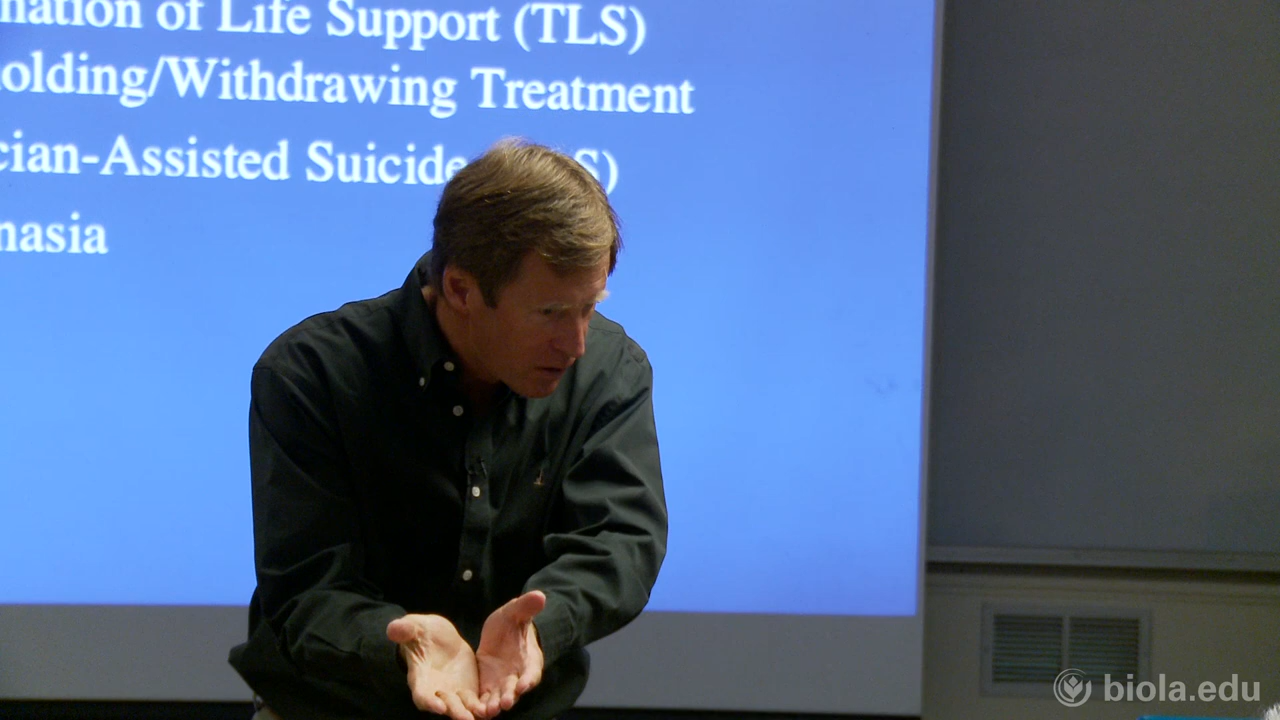 nation of Life Support (TLS)
olding/Withdrawing Treatment
cian-Assisted Suicide S)
nasia
biola.edu